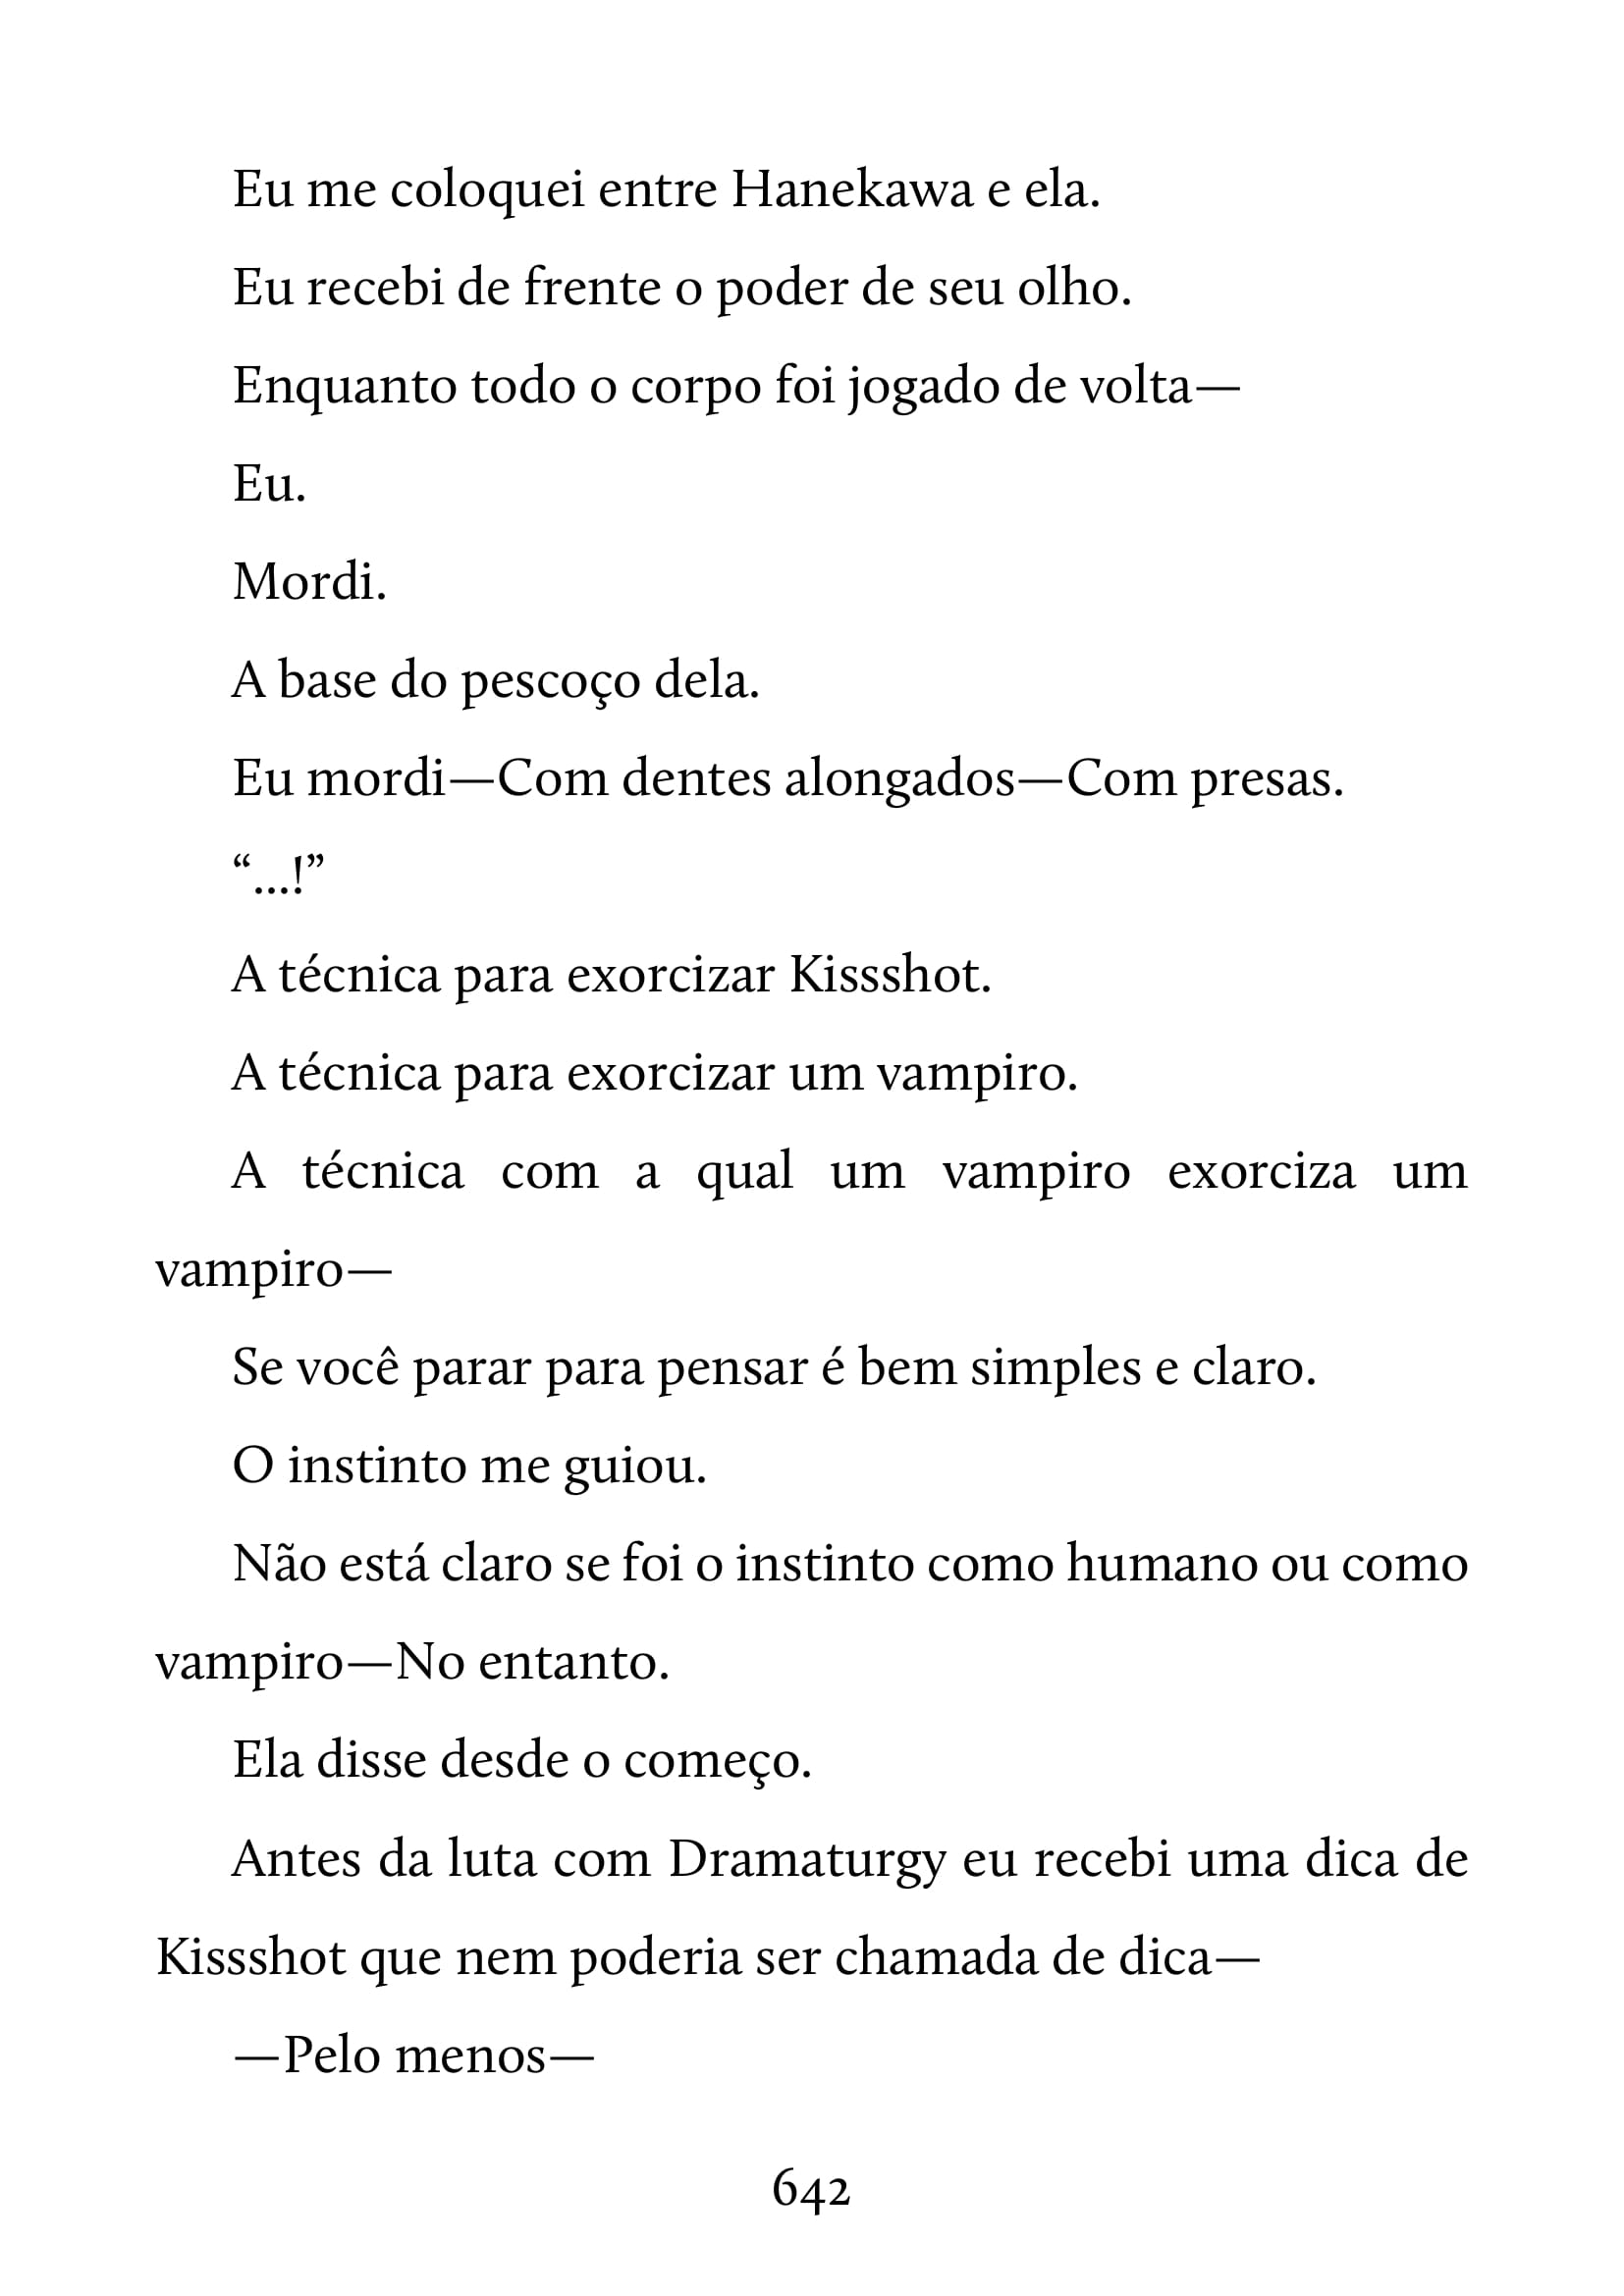 Eu me coloquei entre Hanekawa e ela.
Eu recebi de frente o poder de seu olho.
Enquanto todo o corpo foi jogado de volta—
Eu.
Mordi.
A base do pescoço dela.
Eu mordi—Com dentes alongados—Com presas.
“...!”
A técnica para exorcizar Kissshot.
A técnica para exorcizar um vampiro.
A técnica com a qual um vampiro exorciza um
vampiro—
Se você parar para pensar é bem simples e claro.
O instinto me guiou.
Não está claro se foi o instinto como humano ou como
vampiro—No entanto.
Ela disse desde o começo.
Antes da luta com Dramaturgy eu recebi uma dica de
Kissshot que nem poderia ser chamada de dica—
—Pelo menos—
642